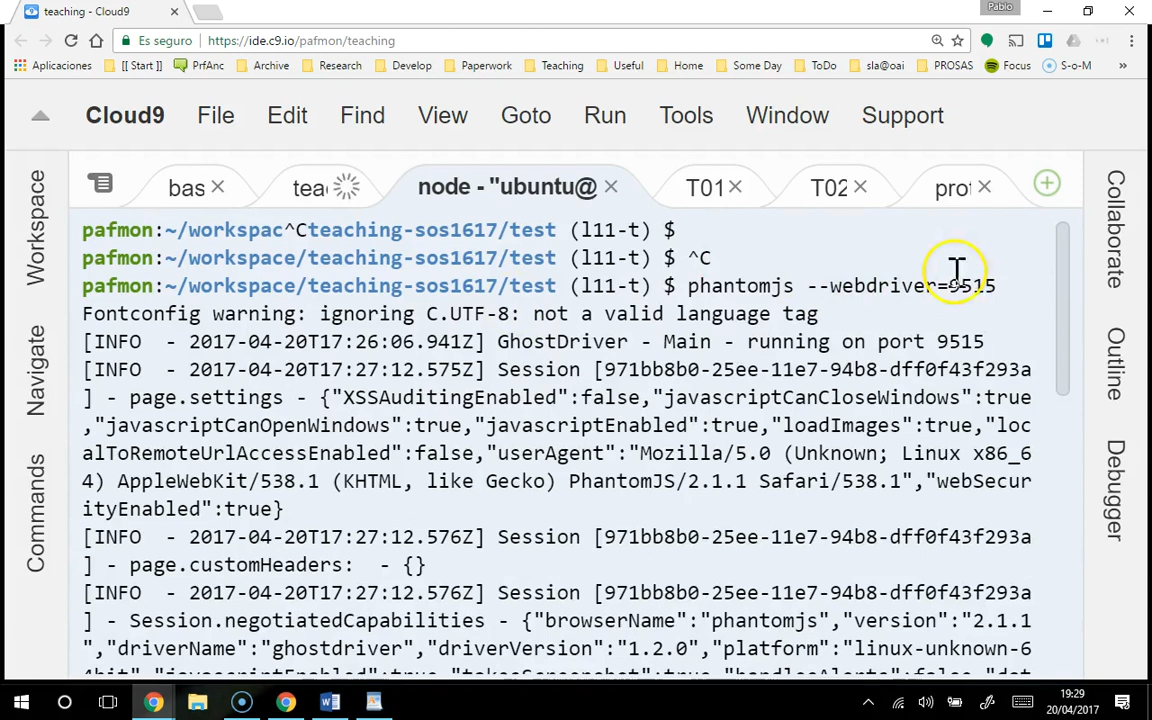 teaching - Cloud9
Pablo
Es seguro
https://ide.c9.io/pafmon/teaching
Aplicaciones
[[ Start ]]
PrfAnc
Archive
Research
Develop
Paperwork
Teaching
Useful
Home
Some Day
ToDo
sla@oai
PROSAS
Focus
S-o-M
»
Cloud9 File Edit Find View Goto Run Tools Window Support
bas
tea
node - "ubuntu@
T01
T02
prot
Workspace
Navigate
Commands
Collaborate
Outline
Debugger
pafmon:~/workspac^Cteaching-sos1617/test (l11-t) $
pafmon:~/workspace/teaching-sos1617/test (l11-t) $ ^C
pafmon:~/workspace/teaching-sos1617/test (l11-t) $ phantomjs --webdriver=9515
Fontconfig warning: ignoring C.UTF-8: not a valid language tag
[INFO  - 2017-04-20T17:26:06.941Z] GhostDriver - Main - running on port 9515
[INFO  - 2017-04-20T17:27:12.575Z] Session [971bb8b0-25ee-11e7-94b8-dff0f43f293a
] - page.settings - {"XSSAuditingEnabled":false,"javascriptCanCloseWindows":true
,"javascriptCanOpenWindows":true,"javascriptEnabled":true,"loadImages":true,"loc
alToRemoteUrlAccessEnabled":false,"userAgent":"Mozilla/5.0 (Unknown; Linux x86_6
4) AppleWebKit/538.1 (KHTML, like Gecko) PhantomJS/2.1.1 Safari/538.1","webSecur
ityEnabled":true}
[INFO  - 2017-04-20T17:27:12.576Z] Session [971bb8b0-25ee-11e7-94b8-dff0f43f293a
] - page.customHeaders:  - {}
[INFO  - 2017-04-20T17:27:12.576Z] Session [971bb8b0-25ee-11e7-94b8-dff0f43f293a
] - Session.negotiatedCapabilities - {"browserName":"phantomjs","version":"2.1.1
","driverName":"ghostdriver","driverVersion":"1.2.0","platform":"linux-unknown-6
4bit","javascriptEnabled":true,"takesScreenshot":true,"handlesAlerts":false,"dat
19:29
20/04/2017